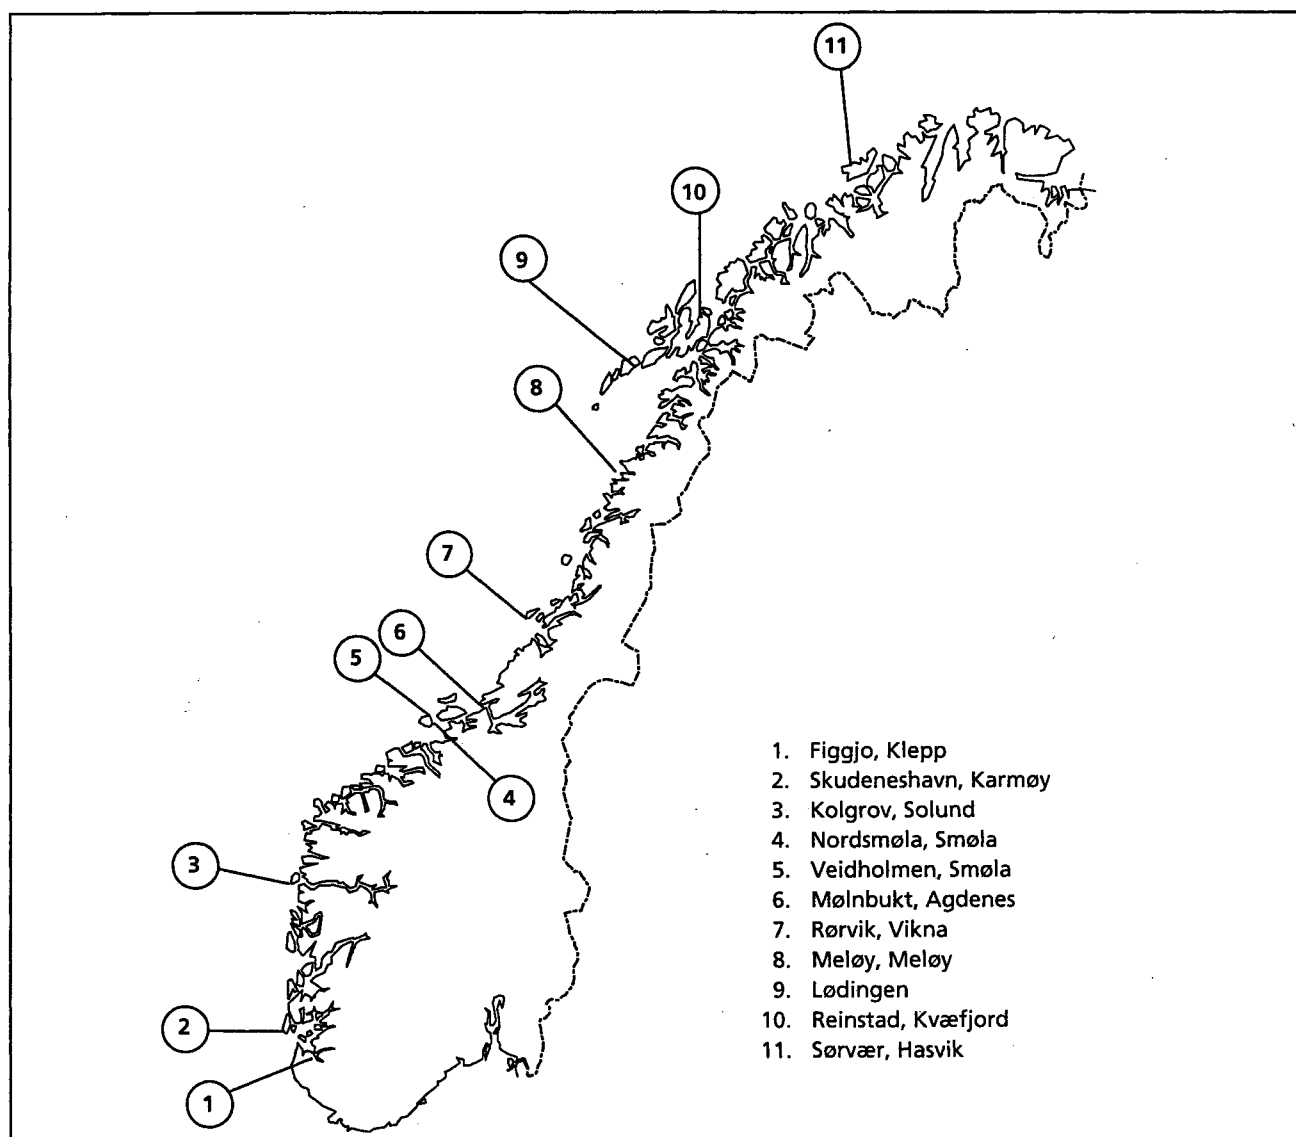 11
10
9
8
7
6
5
4
3
2
1
1. Figgjo, Klepp
2. Skudeneshavn, Karmøy
3. Kolgrov, Solund
4. Nordsmøla, Smøla
5. Veidholmen, Smøla
6. Mølnbukt, Agdenes
7. Rørvik, Vikna
8. Meløy, Meløy
9. Lødingen
10. Reinstad, Kvæfjord
11. Sørvær, Hasvik